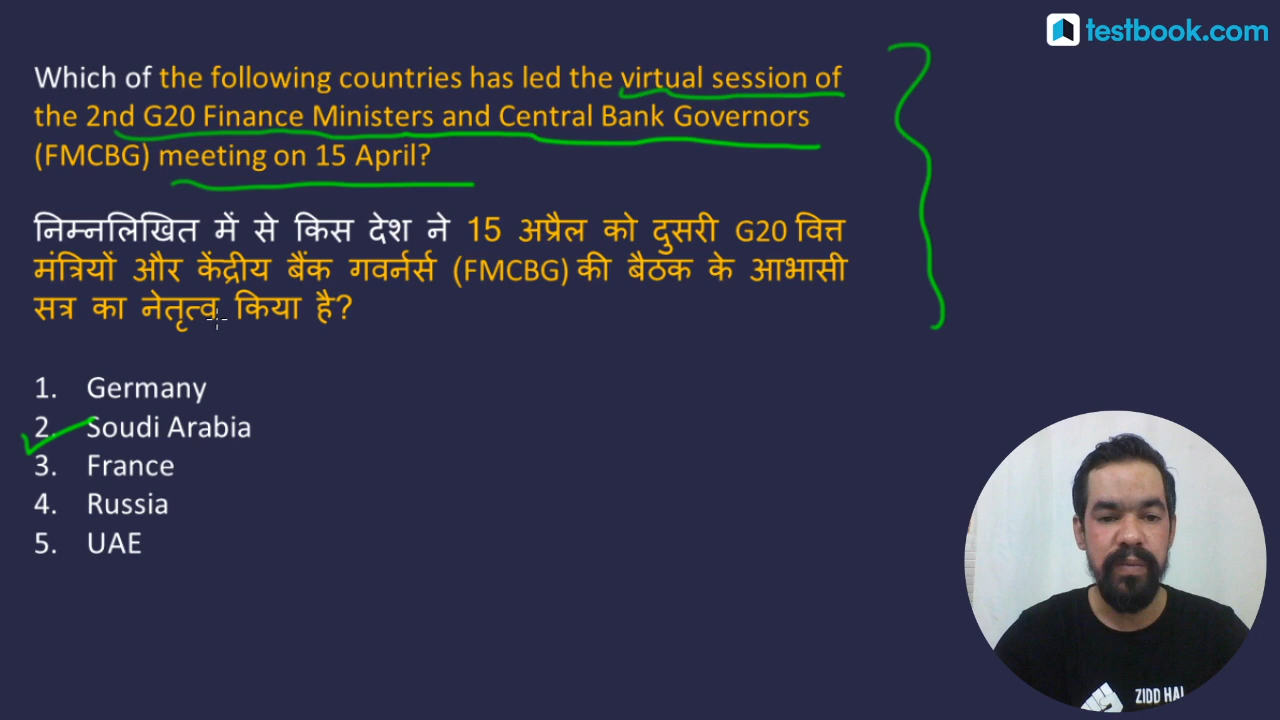 testbook.com
Which of the following countries has led the virtual session of
the 2nd G20 Finance Ministers and Central Bank Governors
(FMCBG) meeting on 15 April?
निम्नलिखित में से किस देश ने 15 अप्रैल को दुसरी G20 वित्त
मंत्रियों और केंद्रीय बैंक गवर्नर्स (FMCBG) की बैठक के आभासी
सत्र का नेतृत्व किया है?
1. Germany
2. Soudi Arabia
3. France
4. Russia
5. UAE
ZIDD HAI